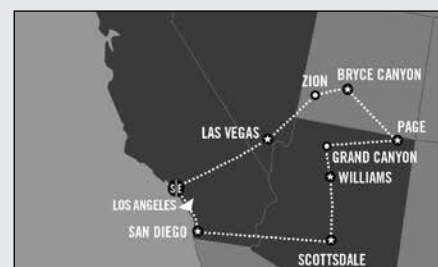 BRYCE CANYON
ZION
LAS VEGAS
PAGE
GRAND CANYON
WILLIAMS
S E
LOS ANGELES
SAN DIEGO
SCOTTSDALE